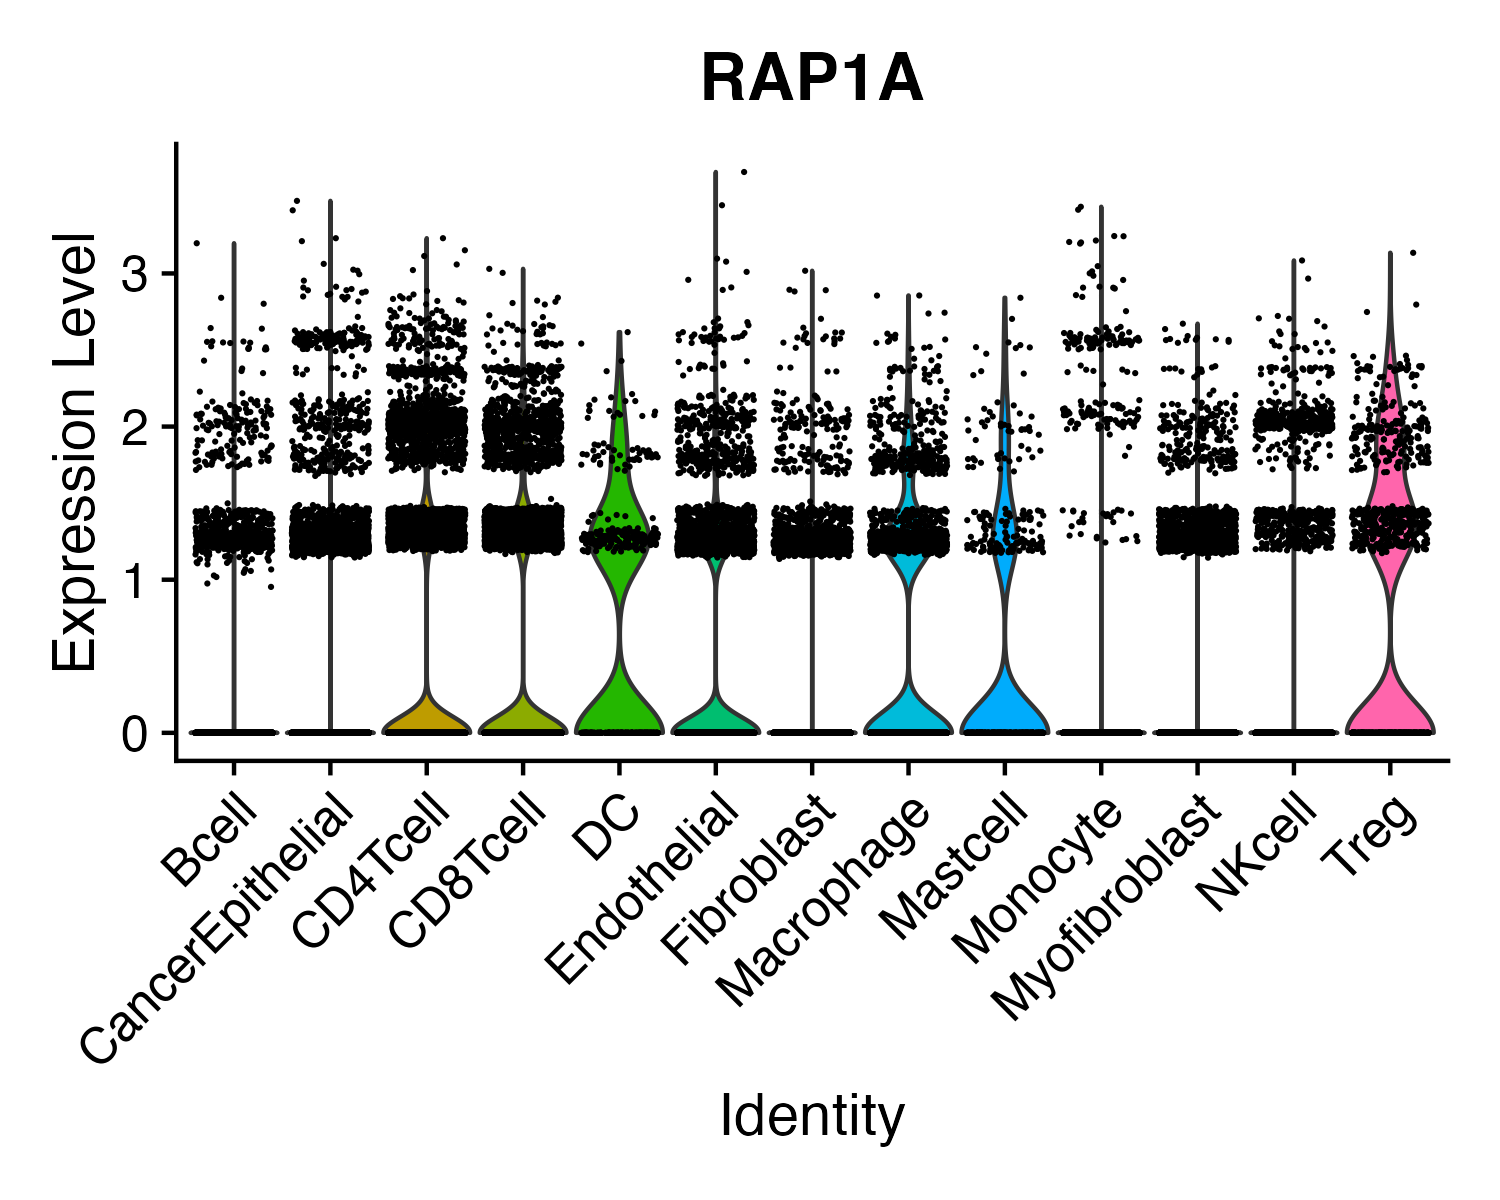 RAP1A
Expression Level
3
2
1
0
Bcell
CancerEpithelial
CD4Tcell
CD8Tcell
DC
Endothelial
Fibroblast
Macrophage
Mastcell
Monocyte
Myofibroblast
NKcell
Treg
Identity